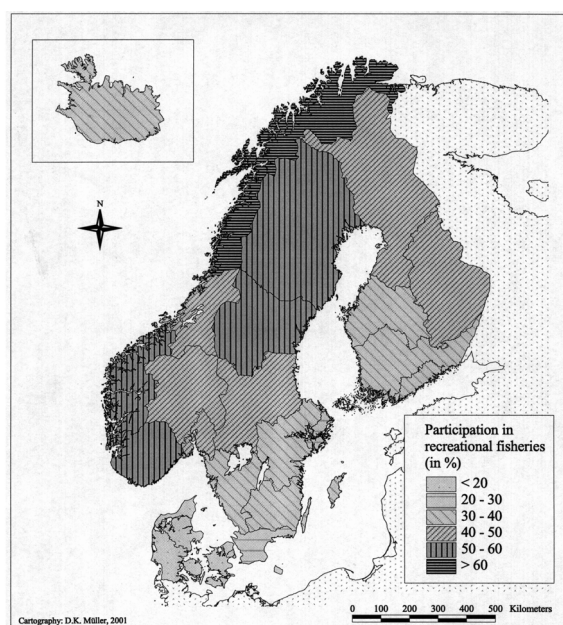 N
Participation in
recreational fisheries
(in %)
< 20
20 - 30
30 - 40
40 - 50
50 - 60
> 60
0 100 200 300 400 500 Kilometers
Cartography: D.K. Müller, 2001